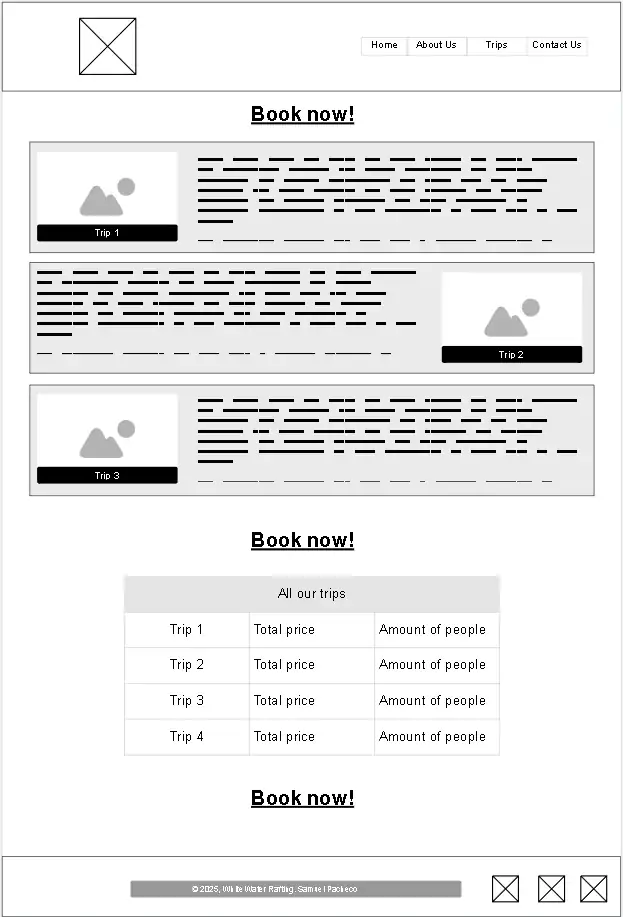 Home About Us Trips Contact Us
Book now!
Trip 1
Trip 2
Trip 3
Book now!
All our trips
Trip 1 Total price Amount of people
Trip 2 Total price Amount of people
Trip 3 Total price Amount of people
Trip 4 Total price Amount of people
Book now!
© 2025, White Water Rafting, Samuel Pacheco